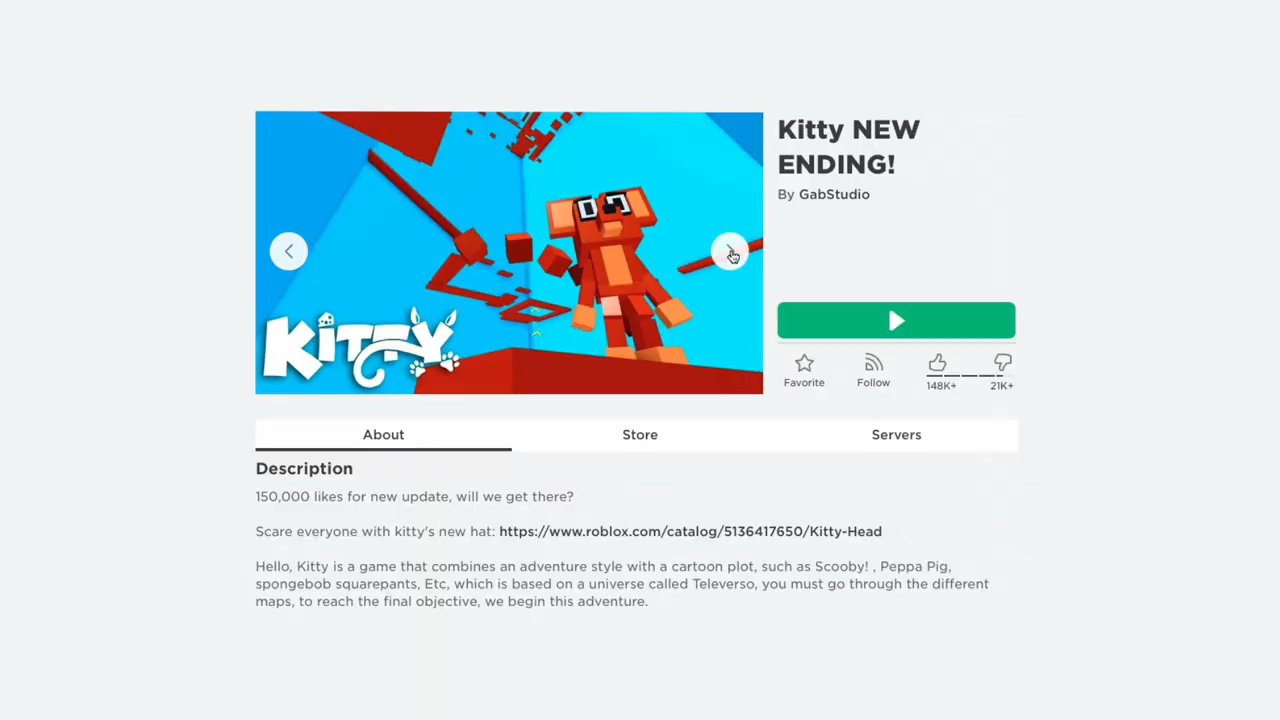 Kitty NEW
ENDING!
By GabStudio
KITTY
Favorite
Follow
148K+
21K+
About
Store
Servers
Description
150,000 likes for new update, will we get there?
Scare everyone with kitty's new hat: https://www.roblox.com/catalog/5136417650/Kitty-Head
Hello, Kitty is a game that combines an adventure style with a cartoon plot, such as Scooby! , Peppa Pig,
spongebob squarepants, Etc, which is based on a universe called Televerso, you must go through the different
maps, to reach the final objective, we begin this adventure.